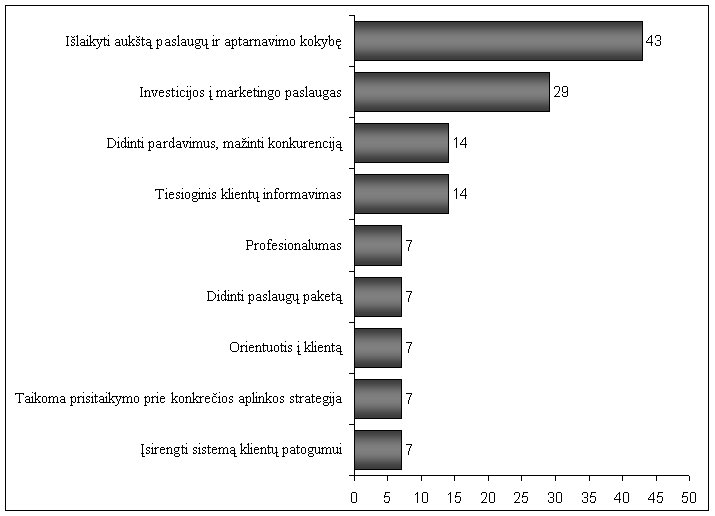 Išlaikyti aukštą paslaugų ir aptarnavimo kokybę 43
Investicijos į marketingo paslaugas 29
Didinti pardavimus, mažinti konkurenciją 14
Tiesioginis klientų informavimas 14
Profesionalumas 7
Didinti paslaugų paketą 7
Orientuotis į klientą 7
Taikoma prisitaikymo prie konkrečios aplinkos strategija 7
Įsirengti sistemą klientų patogumui 7
0 5 10 15 20 25 30 35 40 45 50